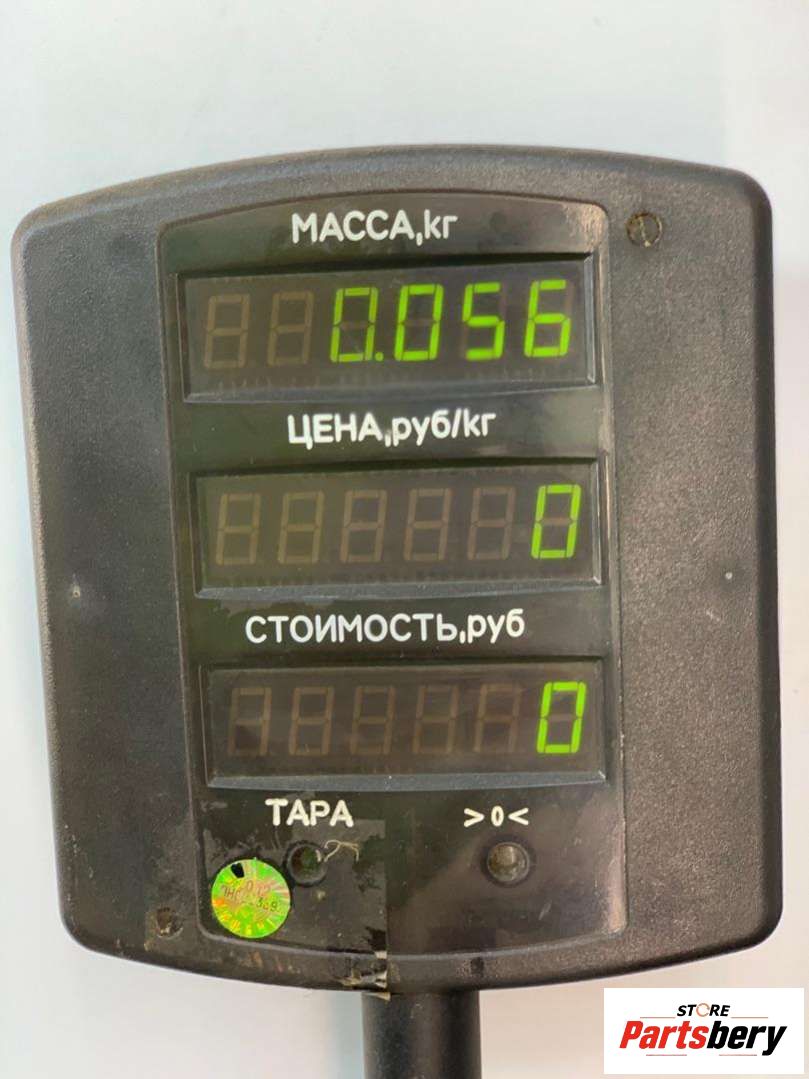 МАССА,кг
0.056
ЦЕНА,руб/кг
0
СТОИМОСТЬ,руб
0
ТАРА >0<
STORE
Partsbery